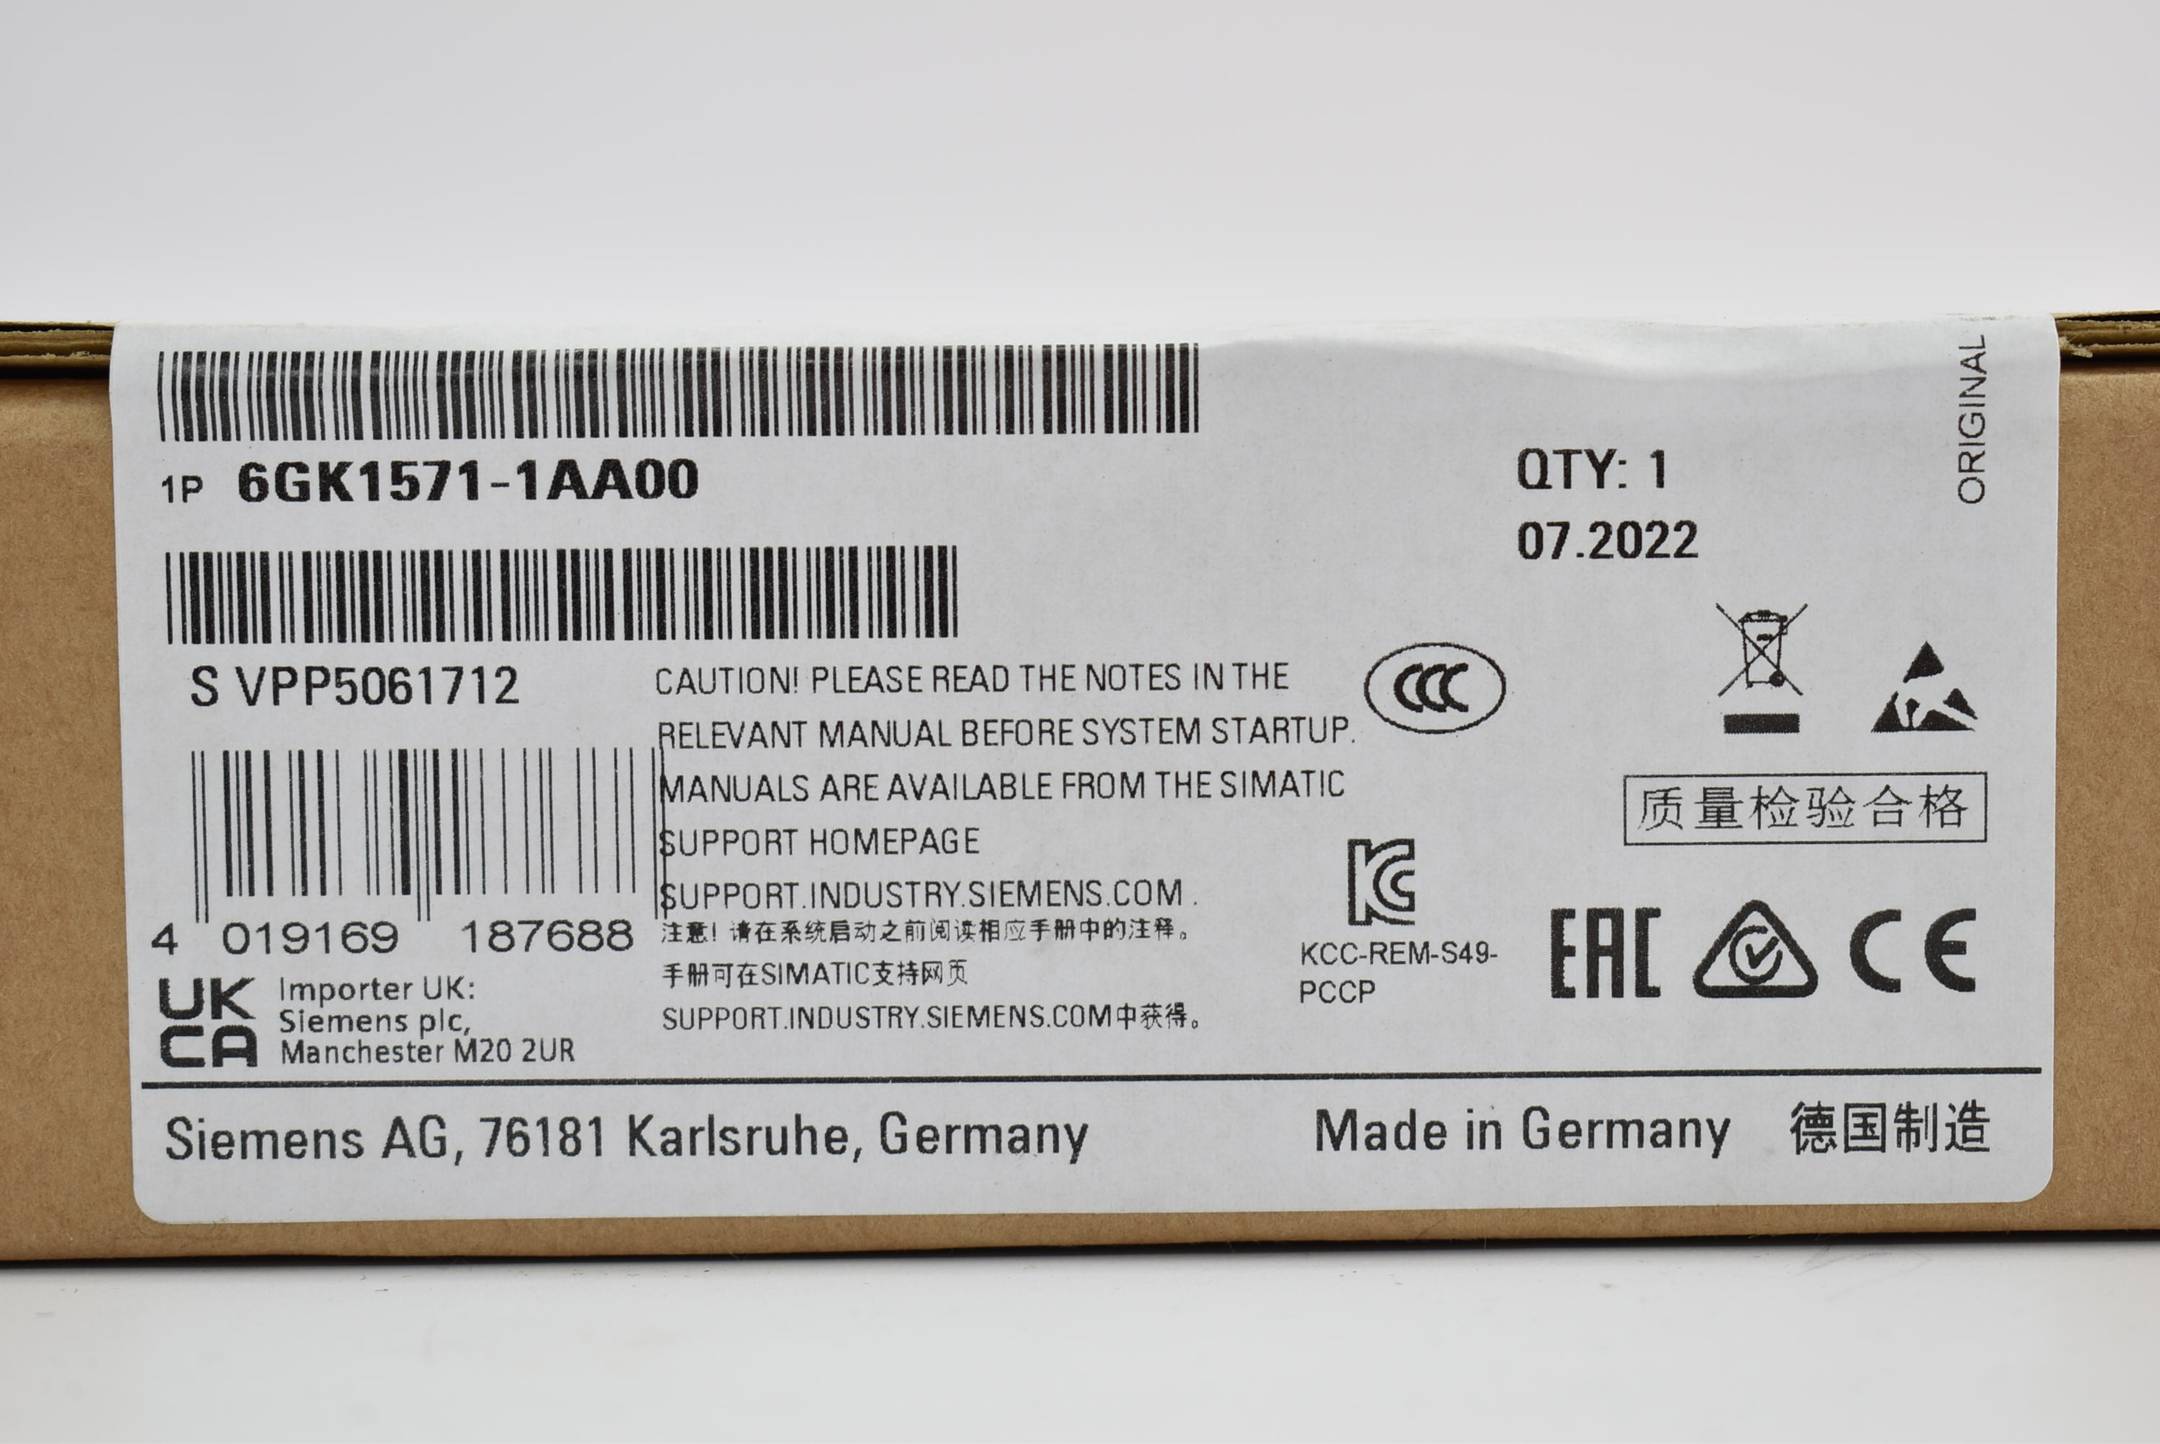 1P 6GK1571-1AA00
QTY: 1
07.2022
ORIGINAL
S VPP5061712
CAUTION! PLEASE READ THE NOTES IN THE
RELEVANT MANUAL BEFORE SYSTEM STARTUP.
MANUALS ARE AVAILABLE FROM THE SIMATIC
SUPPORT HOMEPAGE
SUPPORT.INDUSTRY.SIEMENS.COM .
注意! 请在系统启动之前阅读相应手册中的注释。
手册可在SIMATIC支持网页
SUPPORT.INDUSTRY.SIEMENS.COM中获得。
CCC
质量检验合格
4 019169 187688
UK
CA
Importer UK:
Siemens plc,
Manchester M20 2UR
KC
KCC-REM-S49-
PCCP
EAC
CE
Siemens AG, 76181 Karlsruhe, Germany
Made in Germany 德国制造